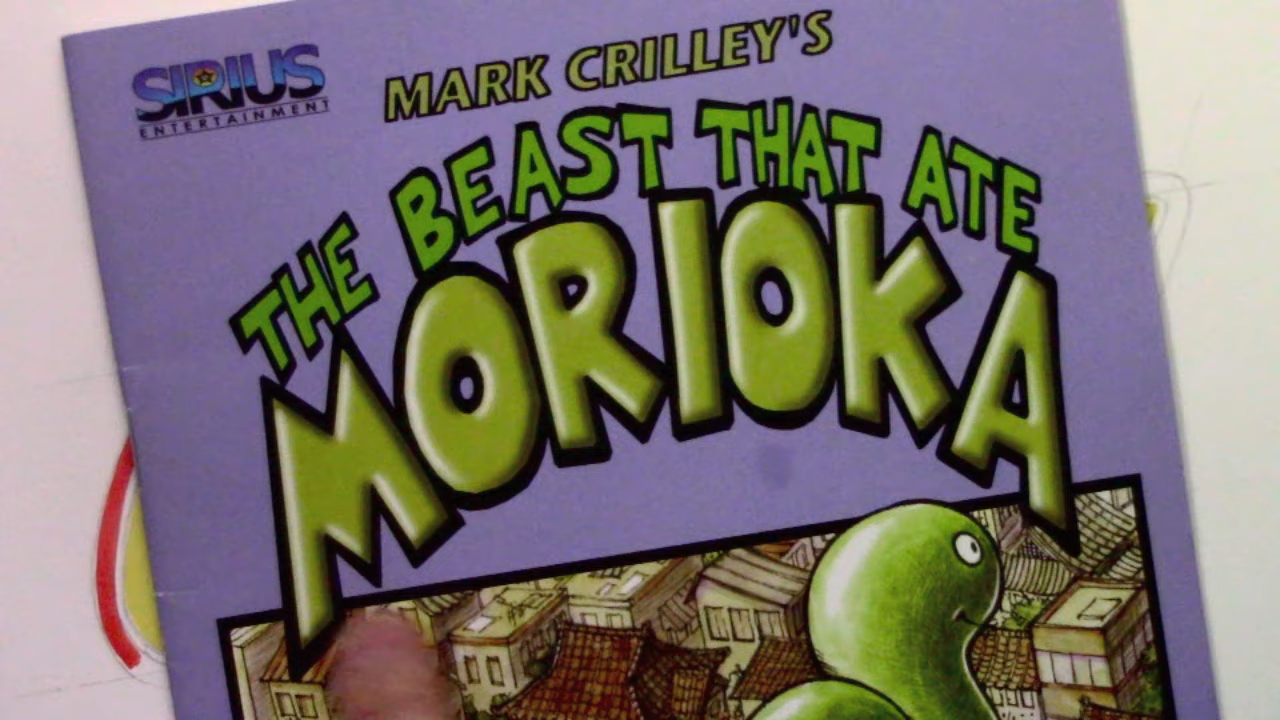 SIRIUS
ENTERTAINMENT
MARK CRILLEY'S
THE BEAST THAT ATE
MORIOKA